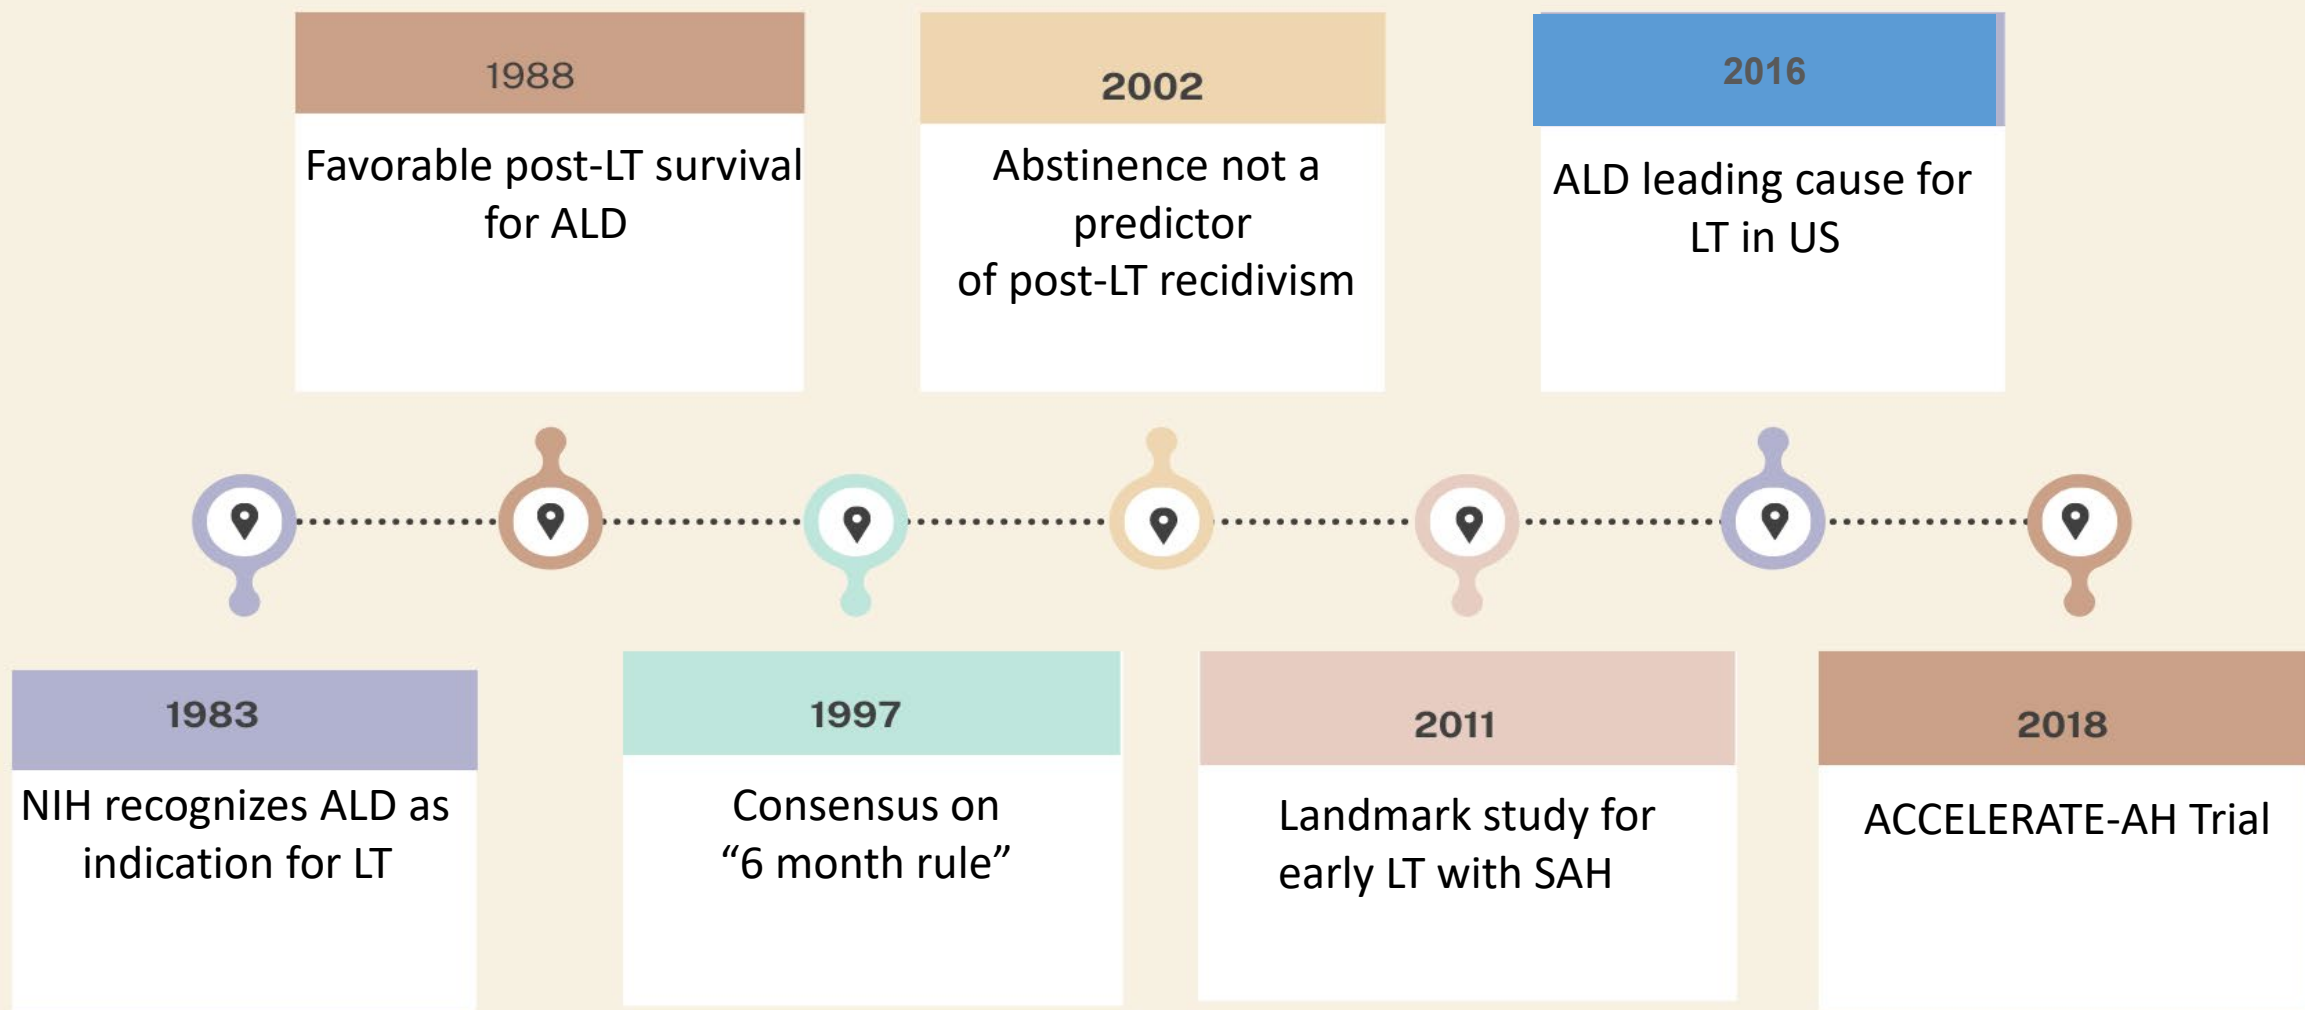 1988
Favorable post-LT survival
for ALD
2002
Abstinence not a
predictor
of post-LT recidivism
2016
ALD leading cause for
LT in US
1983
NIH recognizes ALD as
indication for LT
1997
Consensus on
“6 month rule”
2011
Landmark study for
early LT with SAH
2018
ACCELERATE-AH Trial